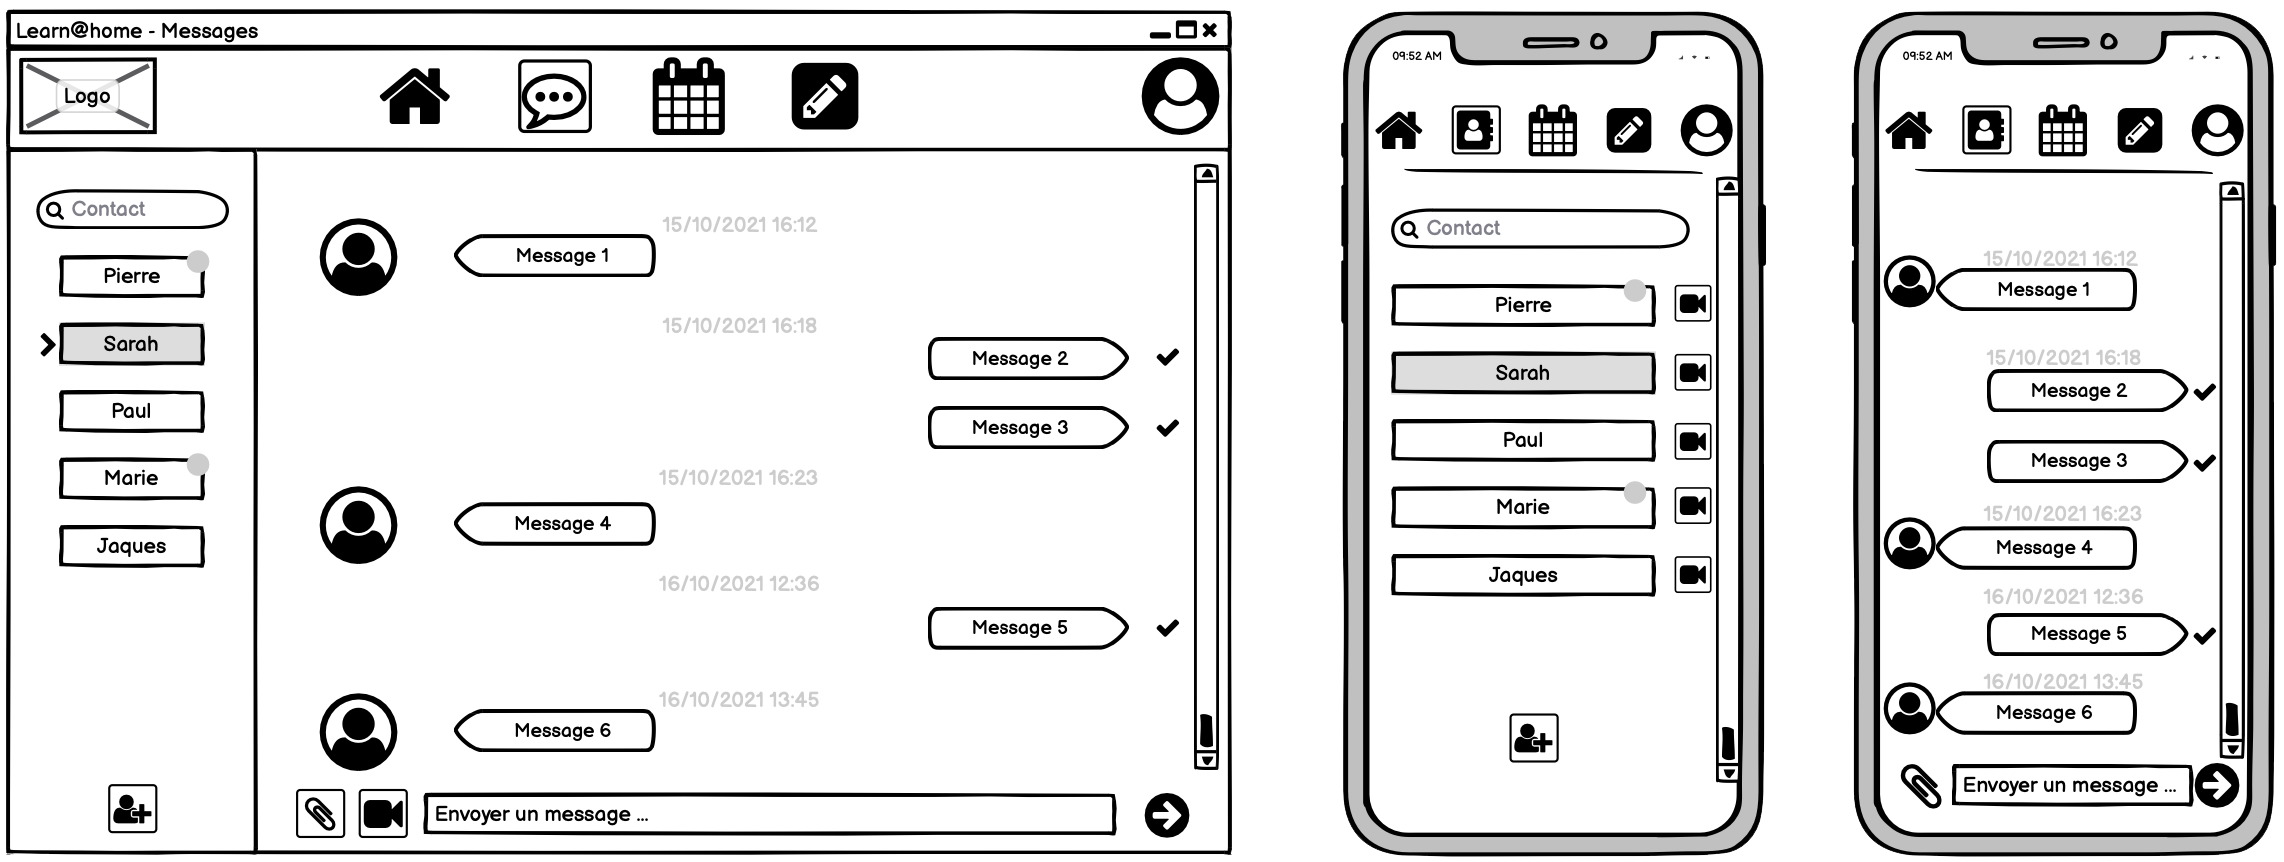 Learn@home - Messages
Logo
Contact
Pierre
Sarah
Paul
Marie
Jaques
15/10/2021 16:12
Message 1
15/10/2021 16:18
Message 2
Message 3
15/10/2021 16:23
Message 4
16/10/2021 12:36
Message 5
16/10/2021 13:45
Message 6
Envoyer un message ...
09:52 AM
Contact
Pierre
Sarah
Paul
Marie
Jaques
09:52 AM
15/10/2021 16:12
Message 1
15/10/2021 16:18
Message 2
Message 3
15/10/2021 16:23
Message 4
16/10/2021 12:36
Message 5
16/10/2021 13:45
Message 6
Envoyer un message ...